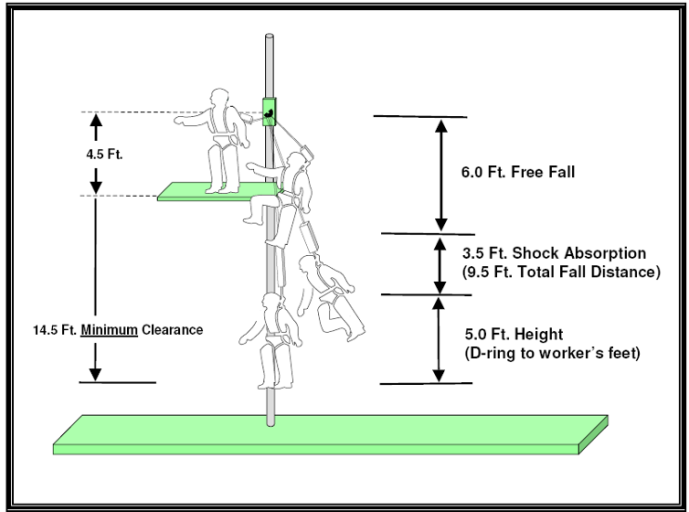 4.5 Ft.
6.0 Ft. Free Fall
3.5 Ft. Shock Absorption
(9.5 Ft. Total Fall Distance)
14.5 Ft. Minimum Clearance
5.0 Ft. Height
(D-ring to worker's feet)